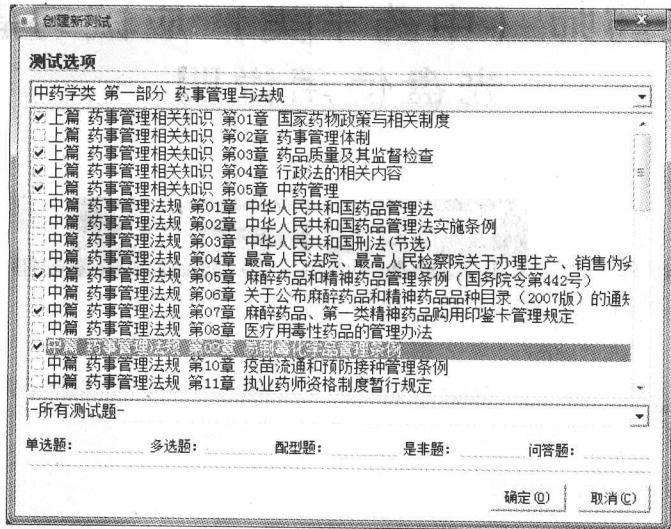 创建新测试
测试选项
中药学类 第一部分 药事管理与法规
上篇 药事管理相关知识 第01章 国家药物政策与相关制度
上篇 药事管理相关知识 第02章 药事管理体制
上篇 药事管理相关知识 第03章 药品质量及其监督检查
上篇 药事管理相关知识 第04章 行政法的相关内容
上篇 药事管理相关知识 第05章 中药管理
中篇 药事管理法规 第01章 中华人民共和国药品管理法
中篇 药事管理法规 第02章 中华人民共和国药品管理法实施条例
中篇 药事管理法规 第03章 中华人民共和国刑法(节选)
中篇 药事管理法规 第04章 最高人民法院、最高人民检察院关于办理生产、销售伪劣
中篇 药事管理法规 第05章 麻醉药品和精神药品管理条例(国务院令第442号)
中篇 药事管理法规 第06章 关于公布麻醉药品和精神药品品种目录(2007版)的通知
中篇 药事管理法规 第07章 麻醉药品、第一类精神药品购用印鉴卡管理规定
中篇 药事管理法规 第08章 医疗用毒性药品的管理办法
中篇 药事管理法规 第09章
中篇 药事管理法规 第10章 疫苗流通和预防接种管理条例
中篇 药事管理法规 第11章 执业药师资格制度暂行规定
-所有测试题-
单选题: 多选题: 配型题: 是非题: 问答题:
确定(O) 取消(C)